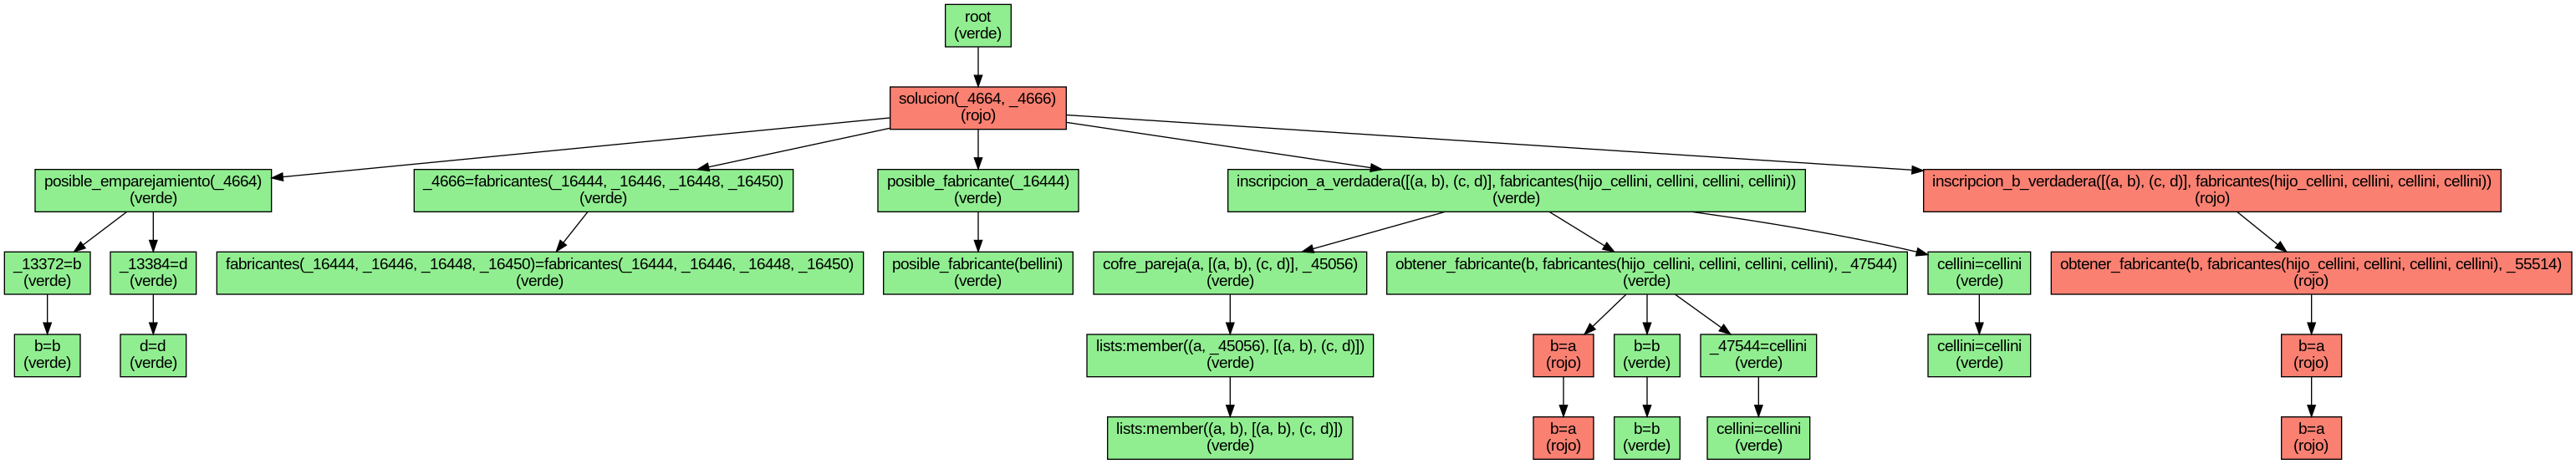 root
(verde)
solucion(_4664, _4666)
(rojo)
posible_emparejamiento(_4664)
(verde)
_4666=fabricantes(_16444, _16446, _16448, _16450)
(verde)
posible_fabricante(_16444)
(verde)
inscripcion_a_verdadera([(a, b), (c, d)], fabricantes(hijo_cellini, cellini, cellini, cellini))
(verde)
inscripcion_b_verdadera([(a, b), (c, d)], fabricantes(hijo_cellini, cellini, cellini, cellini))
(rojo)
_13372=b
(verde)
_13384=d
(verde)
fabricantes(_16444, _16446, _16448, _16450)=fabricantes(_16444, _16446, _16448, _16450)
(verde)
posible_fabricante(bellini)
(verde)
cofre_pareja(a, [(a, b), (c, d)], _45056)
(verde)
obtener_fabricante(b, fabricantes(hijo_cellini, cellini, cellini, cellini), _47544)
(verde)
cellini=cellini
(verde)
obtener_fabricante(b, fabricantes(hijo_cellini, cellini, cellini, cellini), _55514)
(rojo)
b=b
(verde)
d=d
(verde)
lists:member((a, _45056), [(a, b), (c, d)])
(verde)
b=a
(rojo)
b=b
(verde)
_47544=cellini
(verde)
cellini=cellini
(verde)
b=a
(rojo)
lists:member((a, b), [(a, b), (c, d)])
(verde)
b=a
(rojo)
b=b
(verde)
cellini=cellini
(verde)
b=a
(rojo)